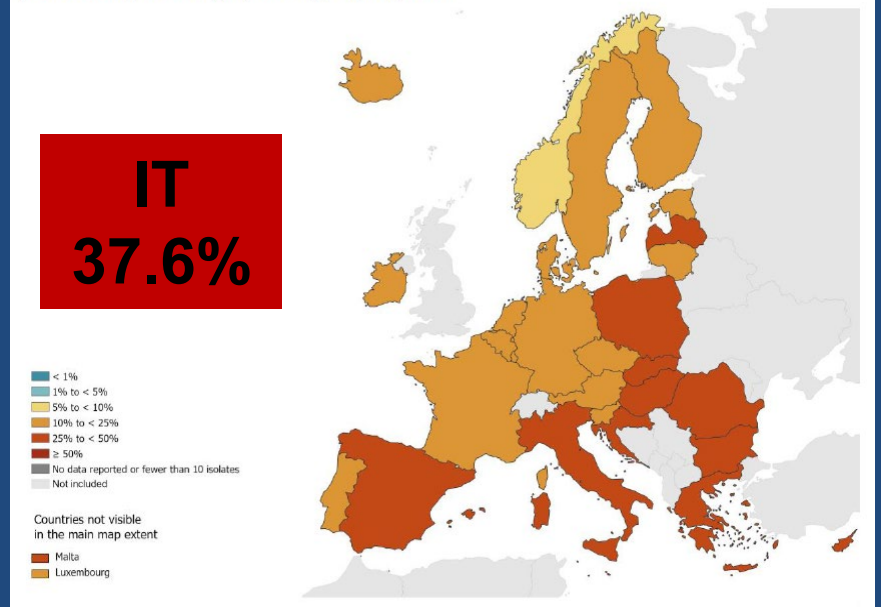 IT
37.6%
< 1%
1% to < 5%
5% to < 10%
10% to < 25%
25% to < 50%
≥ 50%
No data reported or fewer than 10 isolates
Not included
Countries not visible
in the main map extent
Malta
Luxembourg